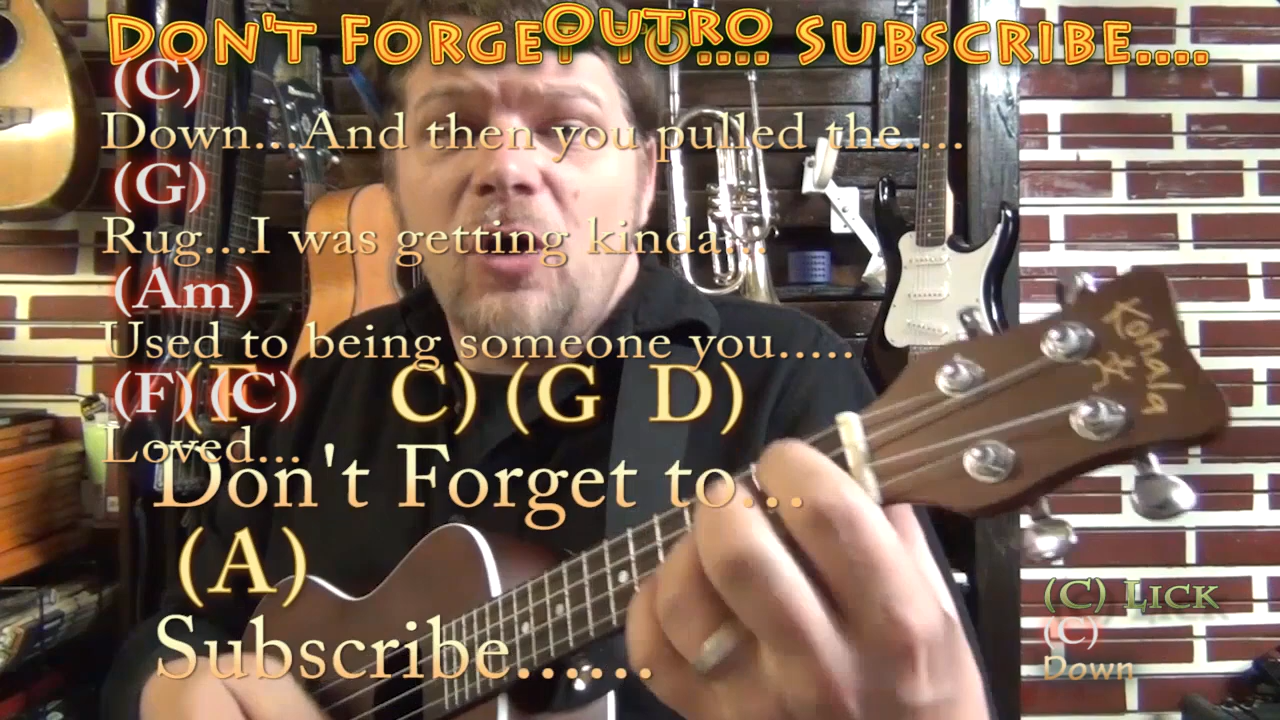 Don't Forget to.... Subscribe....
Outro
(C)
Down...And then you pulled the....
(G)
Rug...I was getting kinda...
(Am)
Used to being someone you.....
(F) (C)
Loved...
(F C) (G D)
Don't Forget to...
(A)
Subscribe......
Kohala
(C) Lick
(C)
Down